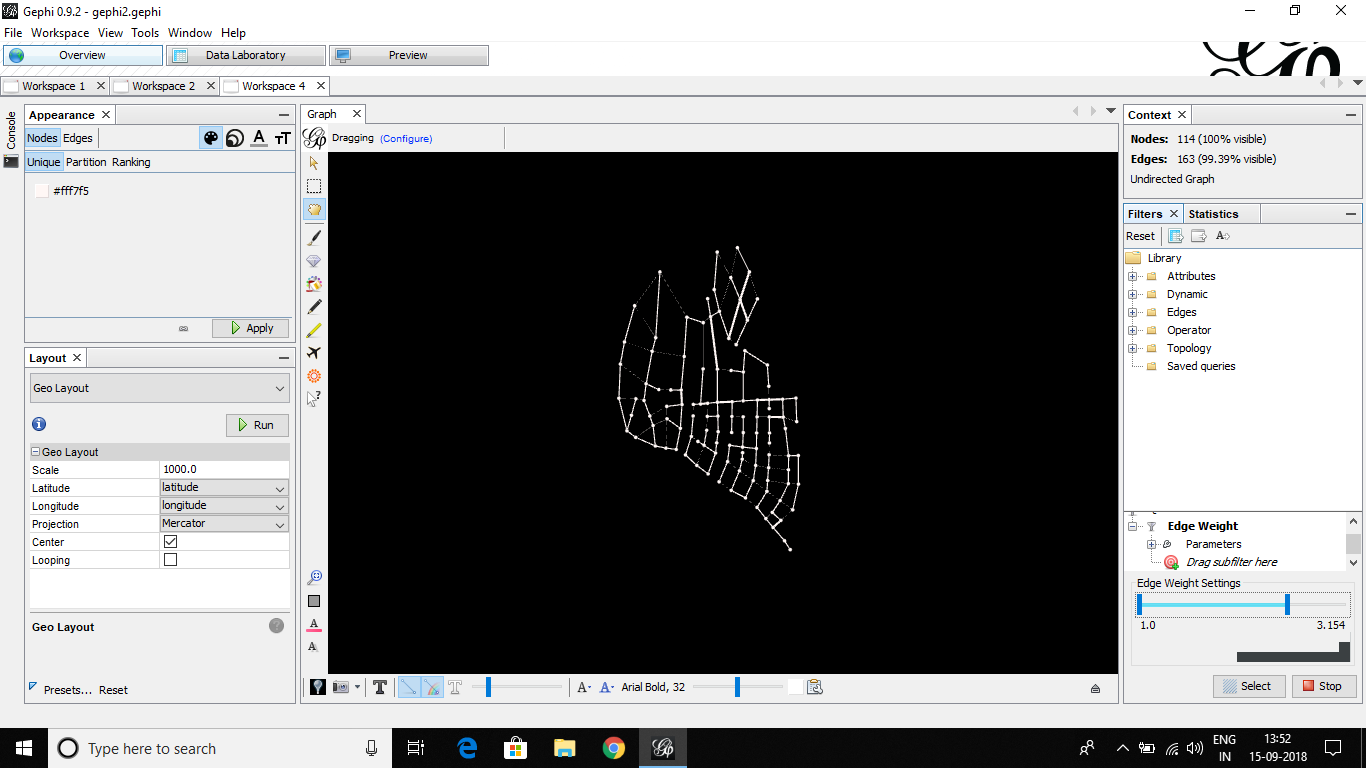 Gephi 0.9.2 - gephi2.gephi
File Workspace View Tools Window Help
Overview Data Laboratory Preview
Workspace 1 Workspace 2 Workspace 4
Console
Appearance
Nodes Edges
Unique Partition Ranking
#fff7f5
Apply
Layout
Geo Layout
Run
Geo Layout
Scale 1000.0
Latitude latitude
Longitude longitude
Projection Mercator
Center
Looping
Geo Layout
Presets... Reset
Graph
Dragging (Configure)
Arial Bold, 32
Context
Nodes: 114 (100% visible)
Edges: 163 (99.39% visible)
Undirected Graph
Filters Statistics
Reset
Library
Attributes
Dynamic
Edges
Operator
Topology
Saved queries
Edge Weight
Parameters
Drag subfilter here
Edge Weight Settings
1.0 3.154
Select Stop
Type here to search
ENG
IN
13:52
15-09-2018